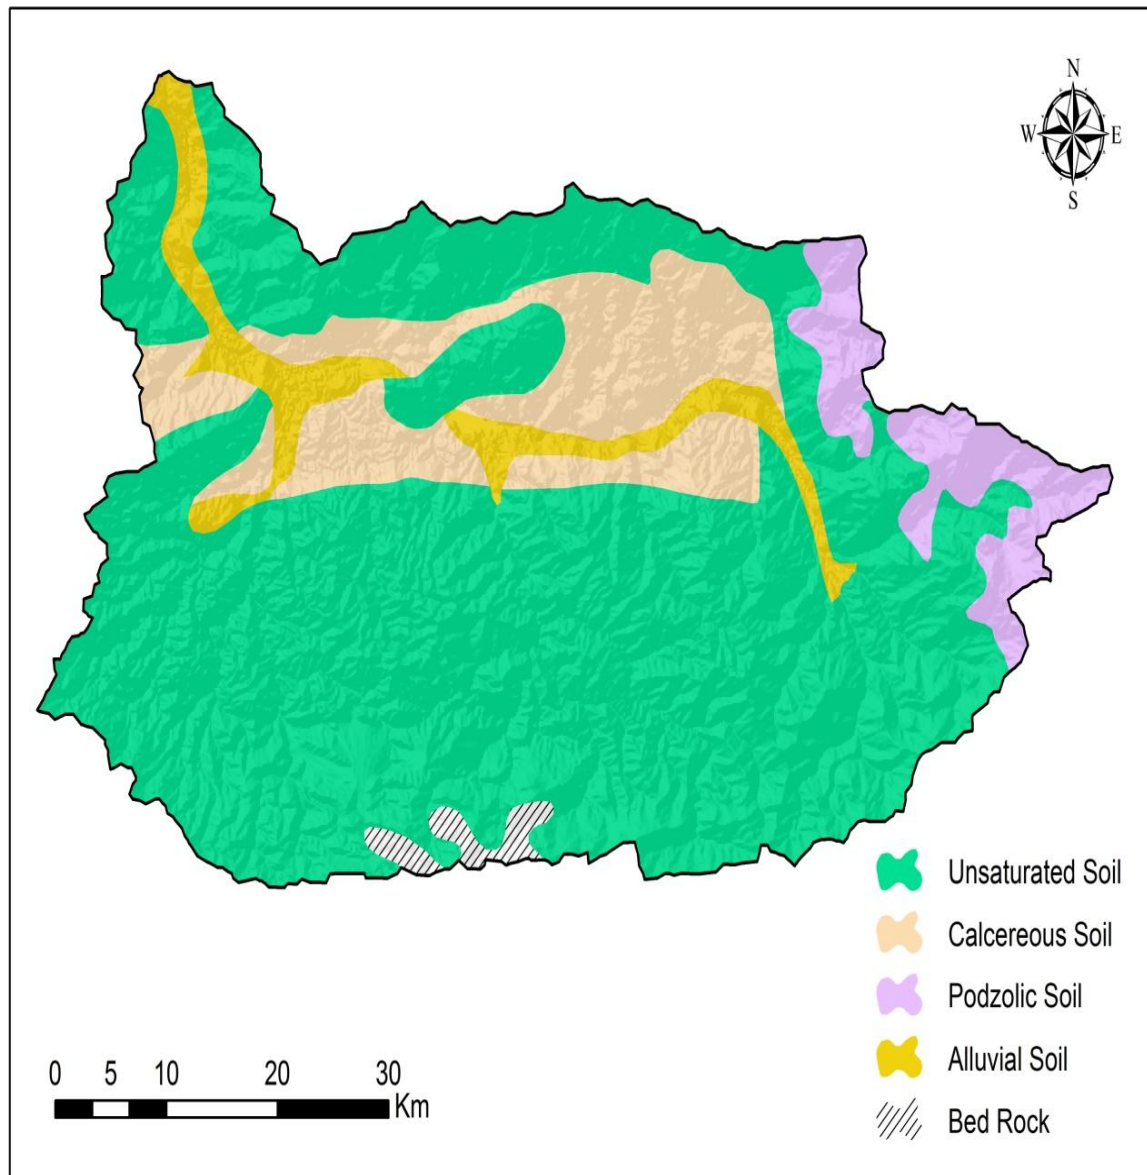 N
W E
S
Unsaturated Soil
Calcereous Soil
Podzolic Soil
Alluvial Soil
Bed Rock
0 5 10 20 30
Km